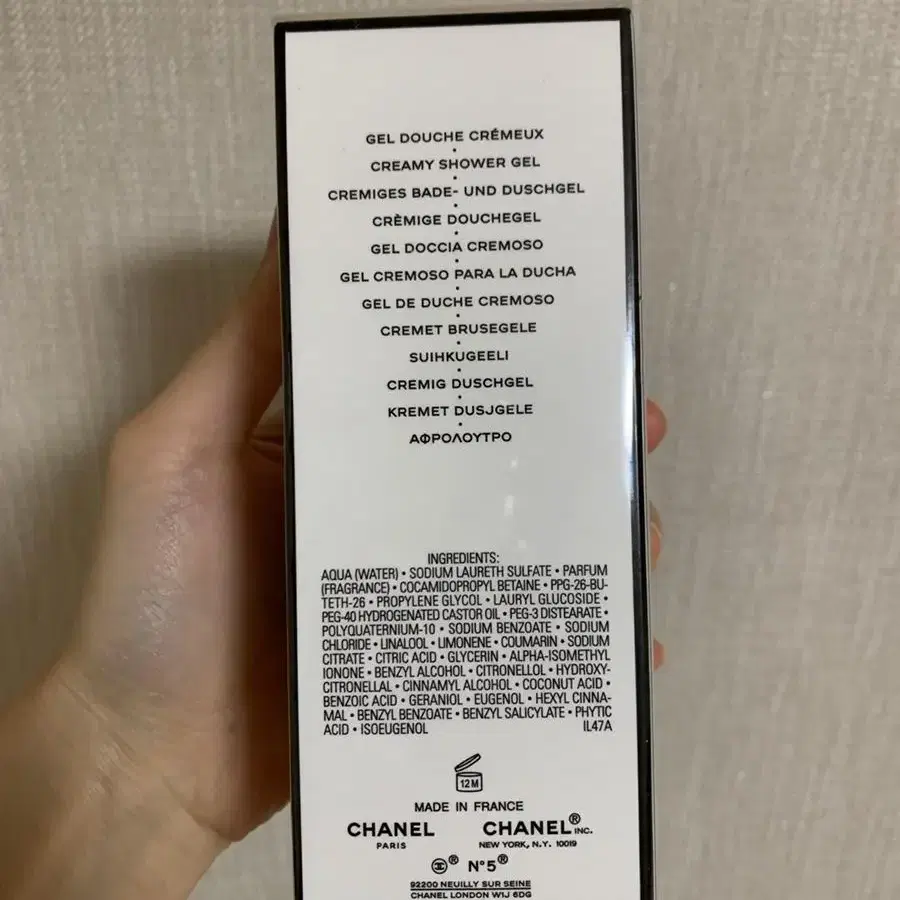 GEL DOUCHE CRÉMEUX
•
CREAMY SHOWER GEL
•
CREMIGES BADE- UND DUSCHGEL
•
CRÈMIGE DOUCHEGEL
•
GEL DOCCIA CREMOSO
•
GEL CREMOSO PARA LA DUCHA
•
GEL DE DUCHE CREMOSO
•
CREMET BRUSEGELE
•
SUIHKUGEELI
•
CREMIG DUSCHGEL
•
KREMET DUSJGELE
•
ΑΦΡΟΛΟΥΤΡΟ
INGREDIENTS:
AQUA (WATER) • SODIUM LAURETH SULFATE • PARFUM
(FRAGRANCE) • COCAMIDOPROPYL BETAINE • PPG-26-BU-
TETH-26 • PROPYLENE GLYCOL • LAURYL GLUCOSIDE •
PEG-40 HYDROGENATED CASTOR OIL • PEG-3 DISTEARATE •
POLYQUATERNIUM-10 • SODIUM BENZOATE • SODIUM
CHLORIDE • LINALOOL • LIMONENE • COUMARIN • SODIUM
CITRATE • CITRIC ACID • GLYCERIN • ALPHA-ISOMETHYL
IONONE • BENZYL ALCOHOL • CITRONELLOL • HYDROXY-
CITRONELLAL • CINNAMYL ALCOHOL • COCONUT ACID •
BENZOIC ACID • GERANIOL • EUGENOL • HEXYL CINNA-
MAL • BENZYL BENZOATE • BENZYL SALICYLATE • PHYTIC
ACID • ISOEUGENOL IL47A
12M
MADE IN FRANCE
CHANEL CHANEL® INC.
PARIS NEW YORK, N.Y. 10019
® N°5®
92200 NEUILLY SUR SEINE
CHANEL LONDON W1J 6DG